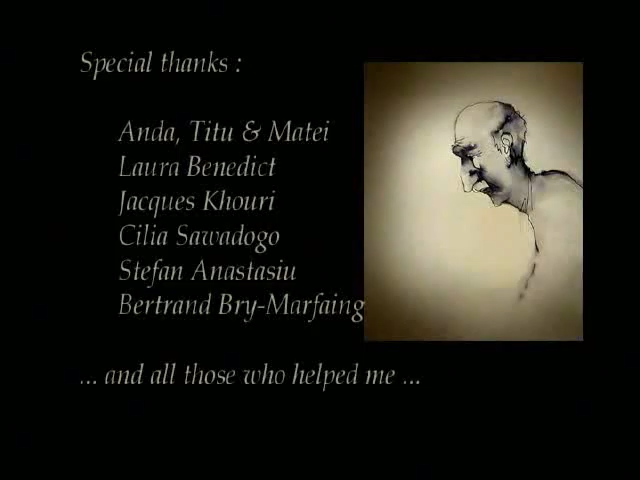 Special thanks :
Anda, Titu & Matei
Laura Benedict
Jacques Khouri
Cilia Sawadogo
Stefan Anastasiu
Bertrand Bry-Marfaing
... and all those who helped me ...